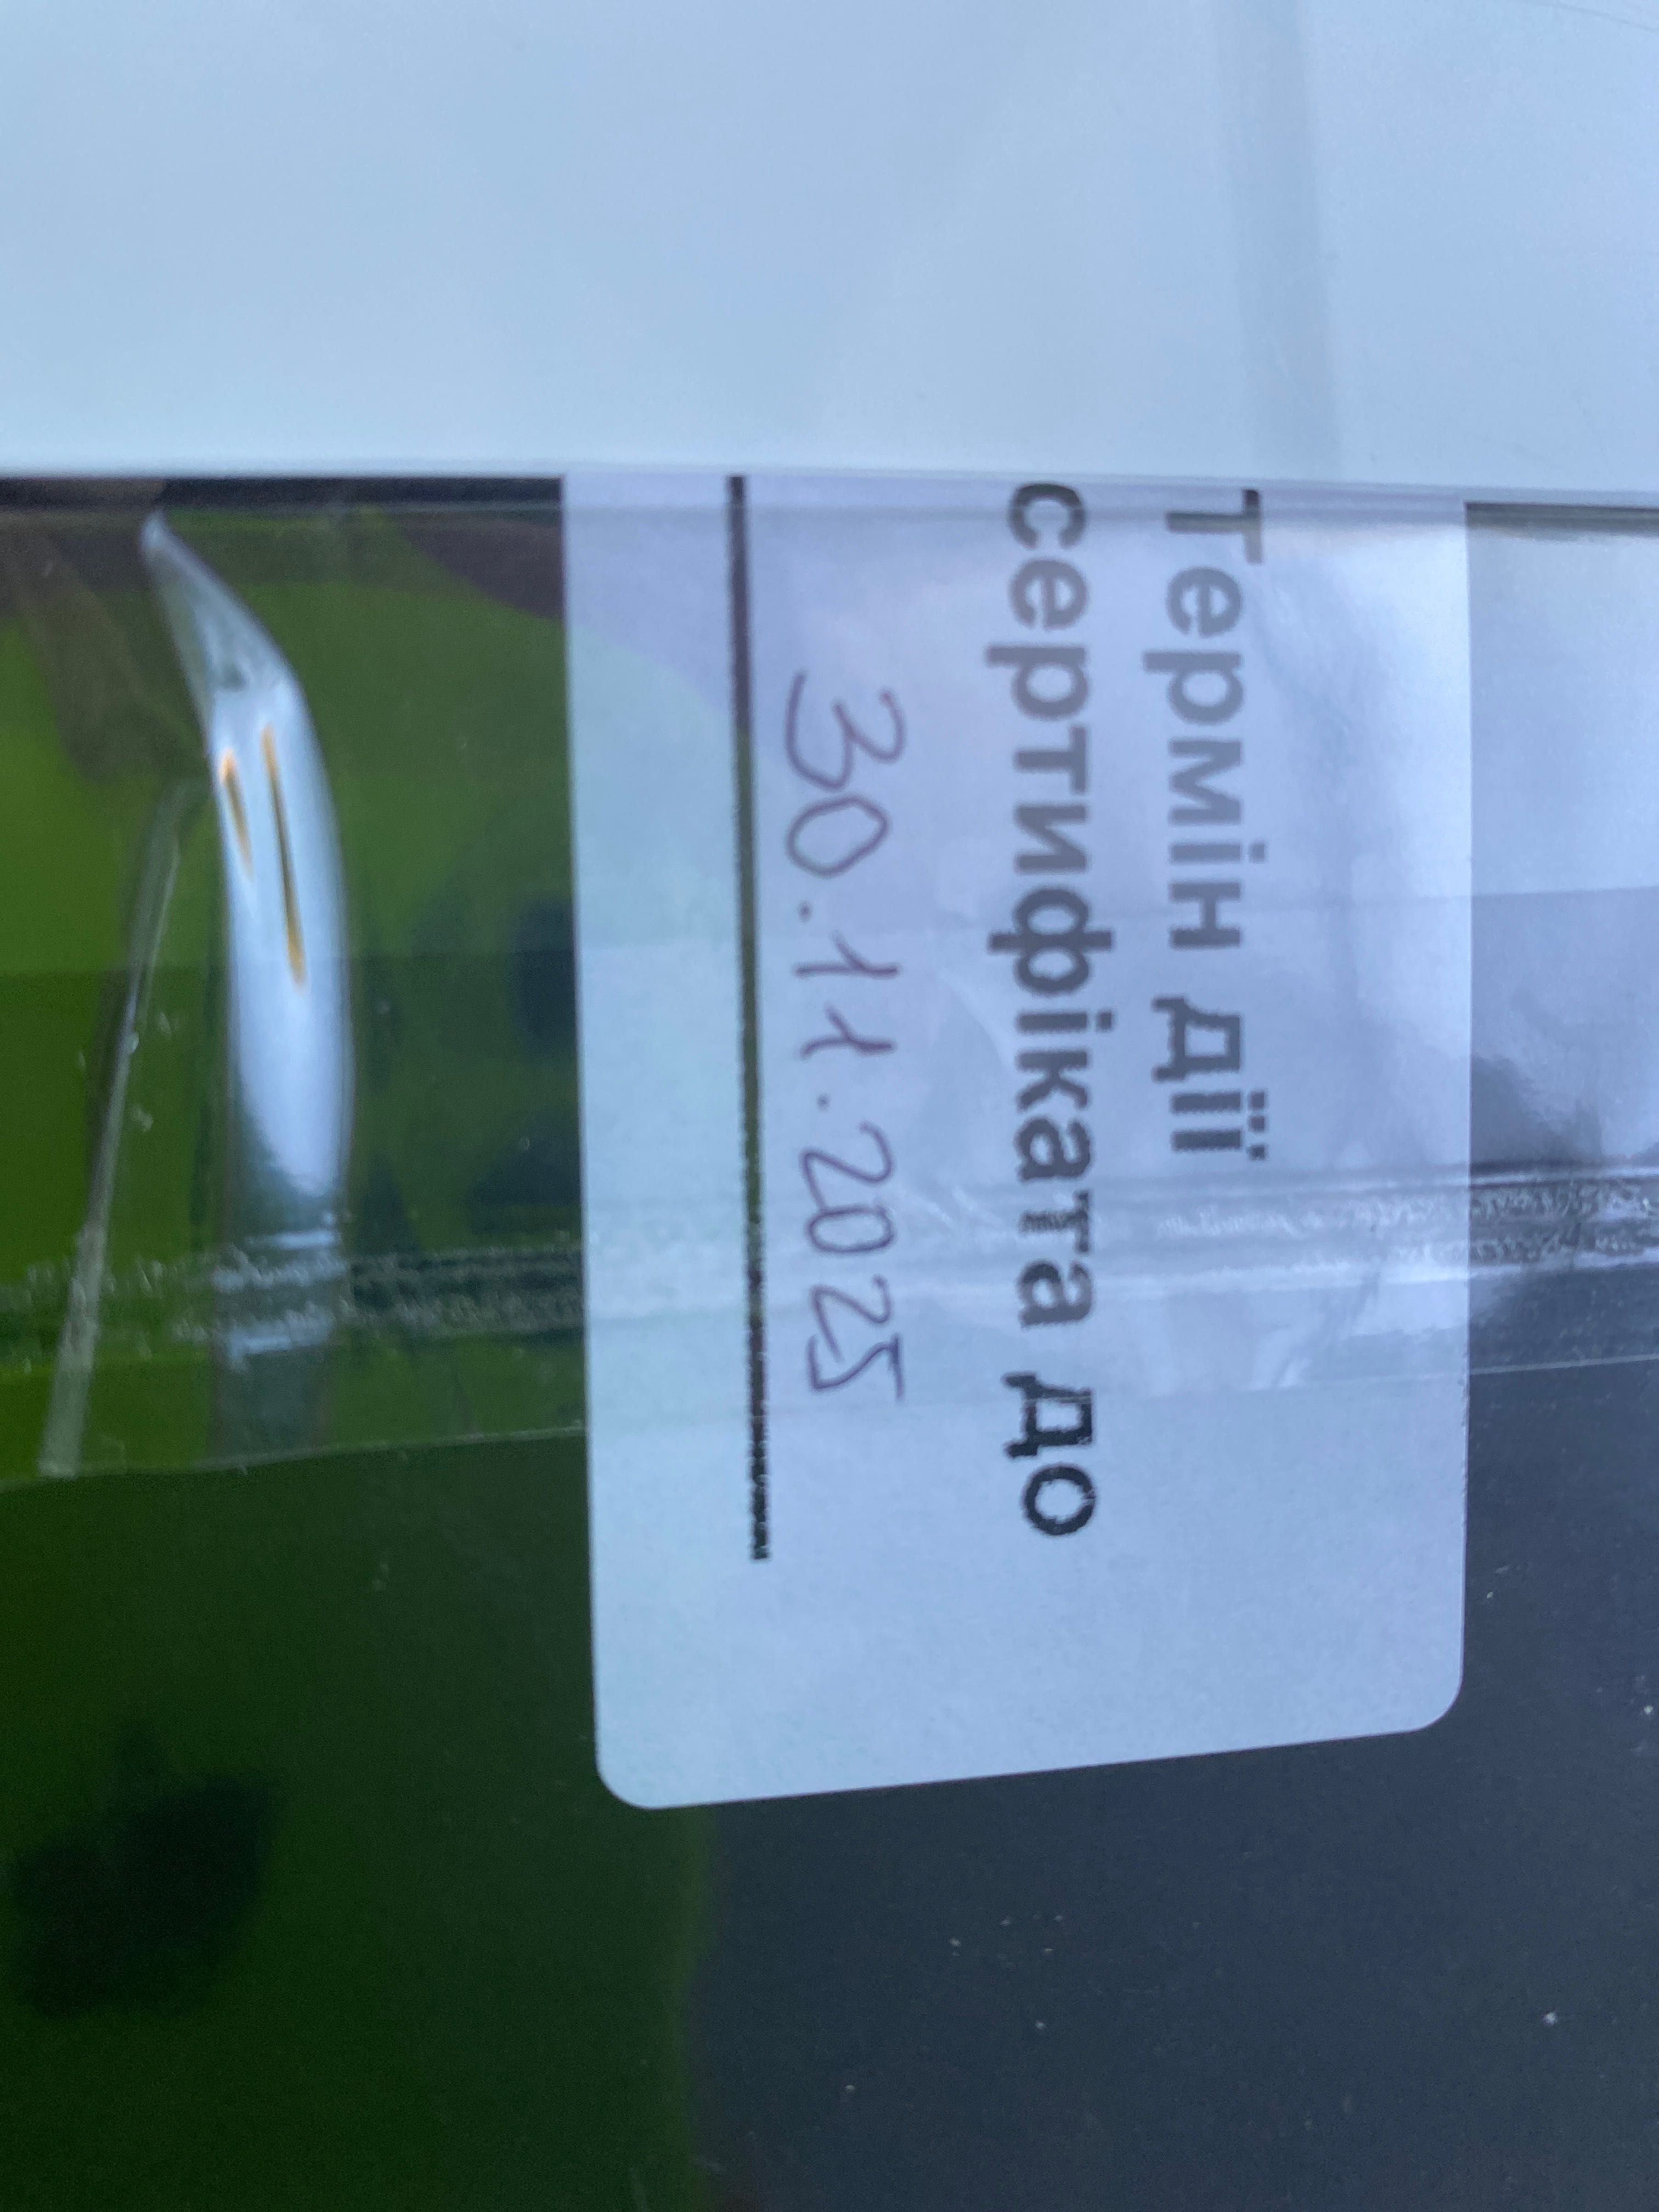 Термін дії
сертифіката до
30.11.2025